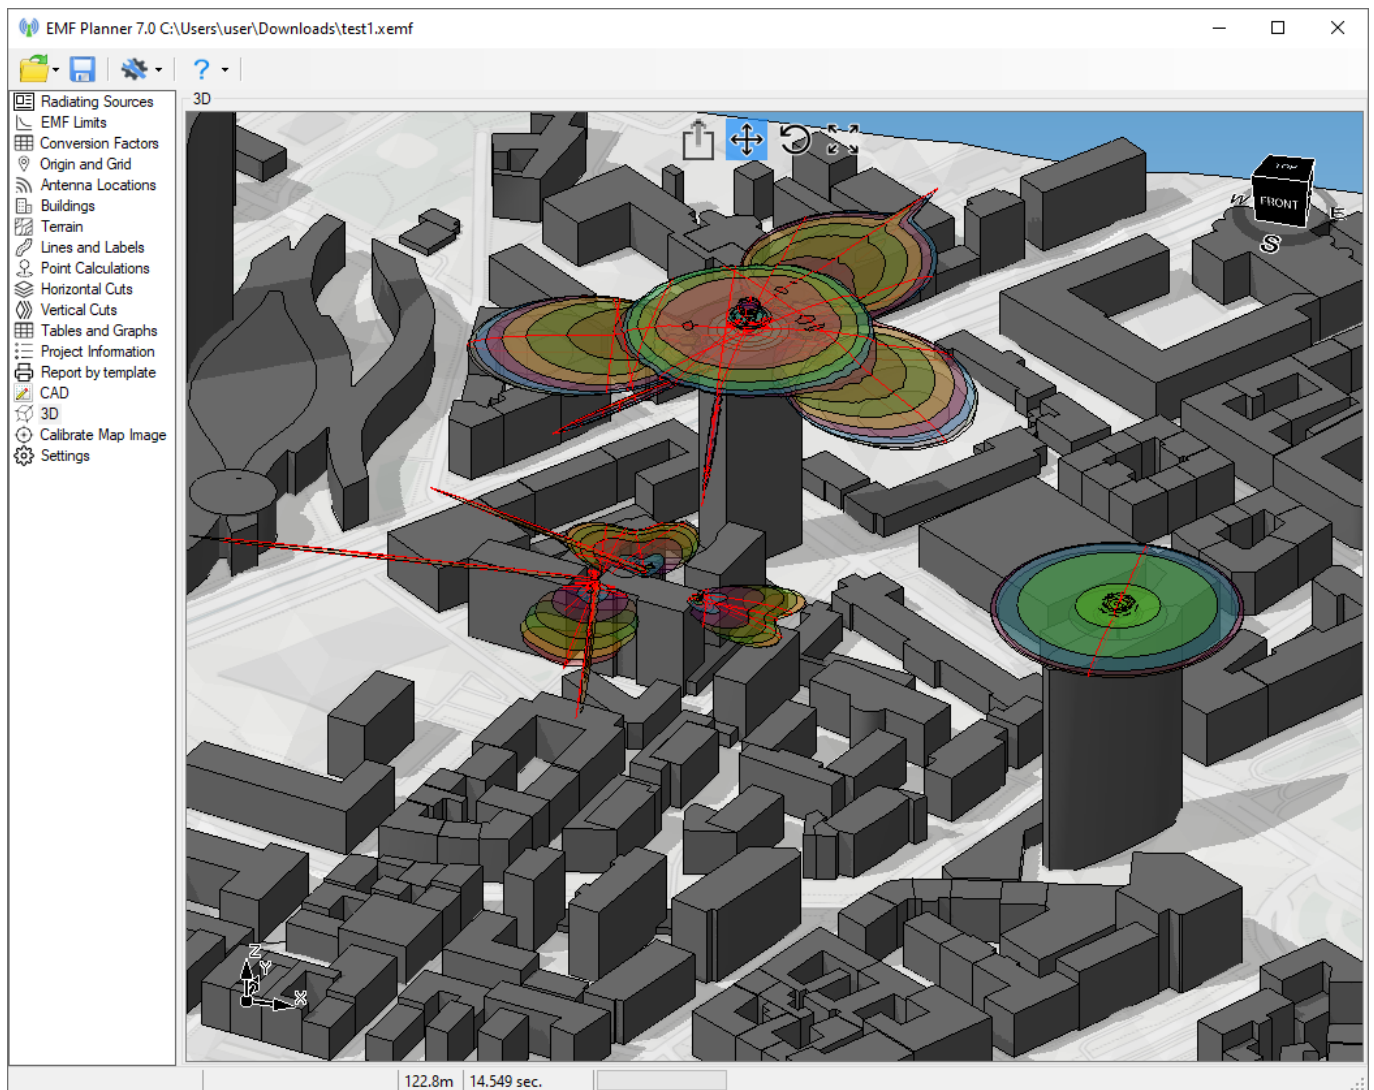 EMF Planner 7.0 C:\Users\user\Downloads\test1.xemf
?
Radiating Sources
EMF Limits
Conversion Factors
Origin and Grid
Antenna Locations
Buildings
Terrain
Lines and Labels
Point Calculations
Horizontal Cuts
Vertical Cuts
Tables and Graphs
Project Information
Report by template
CAD
3D
Calibrate Map Image
Settings
3D
TOP
FRONT
W
E
S
Z
Y
X
122.8m
14.549 sec.